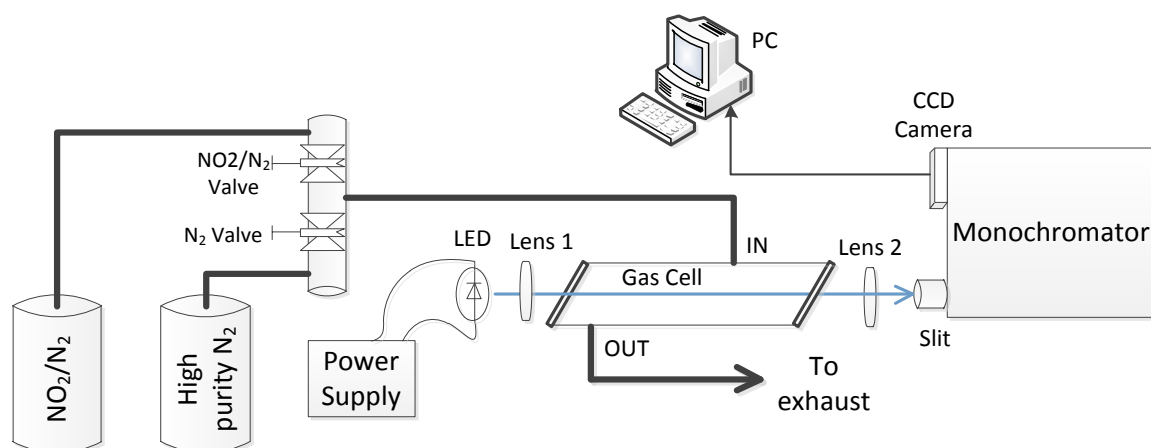 PC
CCD
Camera
NO2/N₂
Valve
N₂ Valve
LED
Lens 1
IN
Lens 2
Monochromator
Gas Cell
Slit
OUT
To
exhaust
Power
Supply
NO₂/N₂
High
purity N₂